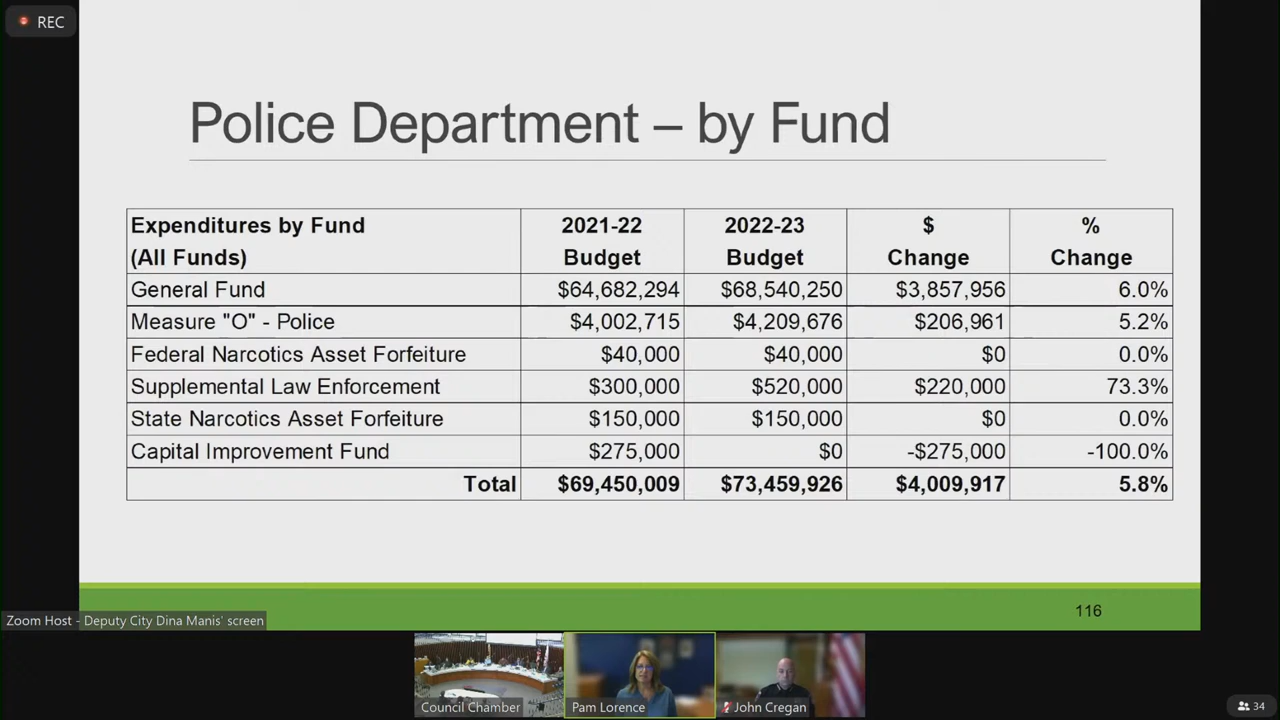 REC
Police Department – by Fund
Expenditures by Fund (All Funds) 2021-22 Budget 2022-23 Budget $ Change % Change
General Fund $64,682,294 $68,540,250 $3,857,956 6.0%
Measure "O" - Police $4,002,715 $4,209,676 $206,961 5.2%
Federal Narcotics Asset Forfeiture $40,000 $40,000 $0 0.0%
Supplemental Law Enforcement $300,000 $520,000 $220,000 73.3%
State Narcotics Asset Forfeiture $150,000 $150,000 $0 0.0%
Capital Improvement Fund $275,000 $0 -$275,000 -100.0%
Total $69,450,009 $73,459,926 $4,009,917 5.8%
116
Zoom Host - Deputy City Dina Manis' screen
Council Chamber
Pam Lorence
John Cregan
34